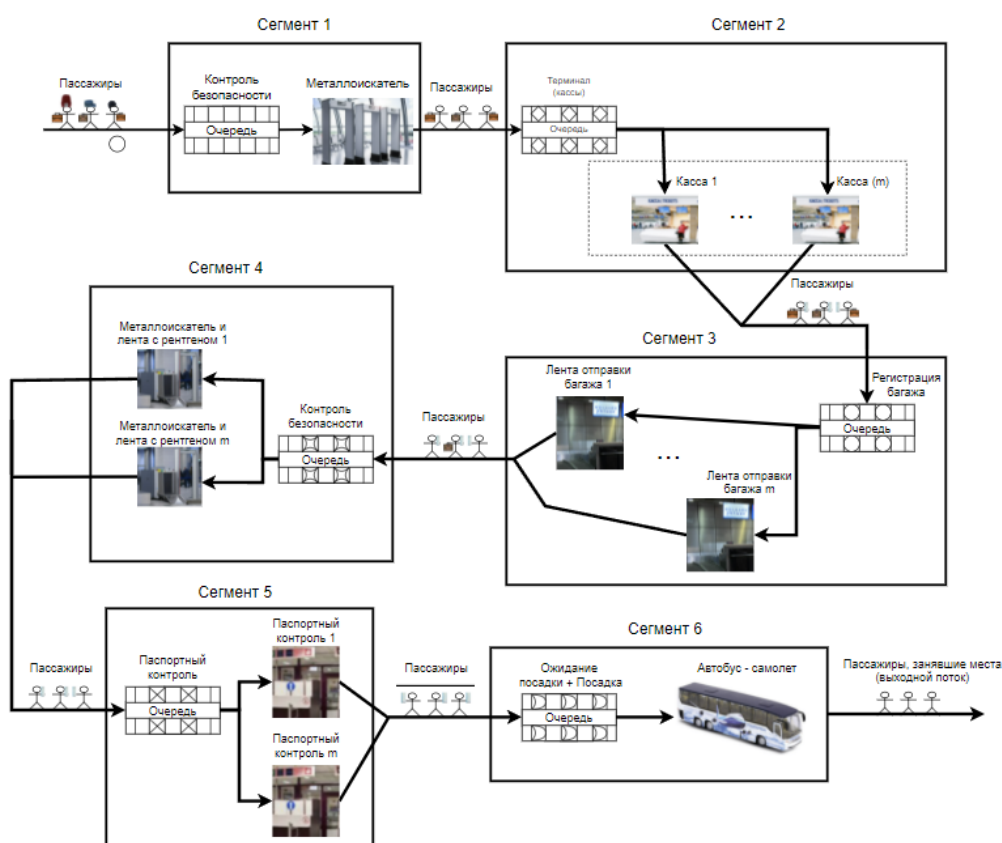 Сегмент 1
Пассажиры
Контроль
безопасности
Очередь
Металлоискатель
Пассажиры
Сегмент 2
Терминал
(кассы)
Очередь
Касса 1
...
Касса (m)
Пассажиры
Сегмент 3
Регистрация
багажа
Очередь
Лента отправки
багажа 1
...
Лента отправки
багажа m
Пассажиры
Сегмент 4
Контроль
безопасности
Очередь
Металлоискатель и
лента с рентгеном 1
Металлоискатель и
лента с рентгеном m
Сегмент 5
Пассажиры
Паспортный
контроль
Очередь
Паспортный
контроль 1
Паспортный
контроль m
Пассажиры
Сегмент 6
Ожидание
посадки + Посадка
Очередь
Автобус - самолет
Пассажиры, занявшие места
(выходной поток)